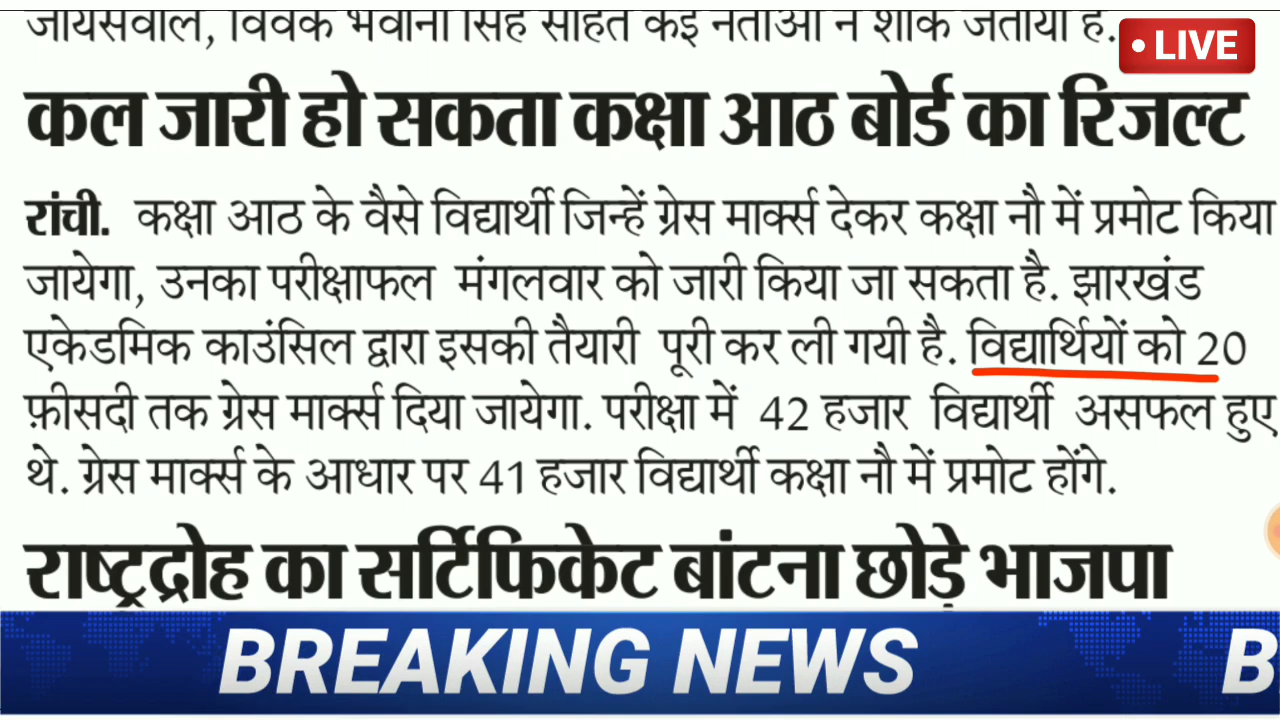 जायसवाल, विवेक भवानी सिंह सहित कई नेताओं ने शोक जताया है.
• LIVE
कल जारी हो सकता कक्षा आठ बोर्ड का रिजल्ट
रांची. कक्षा आठ के वैसे विद्यार्थी जिन्हें ग्रेस मार्क्स देकर कक्षा नौ में प्रमोट किया
जायेगा, उनका परीक्षाफल मंगलवार को जारी किया जा सकता है. झारखंड
एकेडमिक काउंसिल द्वारा इसकी तैयारी पूरी कर ली गयी है. विद्यार्थियों को 20
फ़ीसदी तक ग्रेस मार्क्स दिया जायेगा. परीक्षा में 42 हजार विद्यार्थी असफल हुए
थे. ग्रेस मार्क्स के आधार पर 41 हजार विद्यार्थी कक्षा नौ में प्रमोट होंगे.
राष्ट्रद्रोह का सर्टिफिकेट बांटना छोड़े भाजपा
BREAKING NEWS B